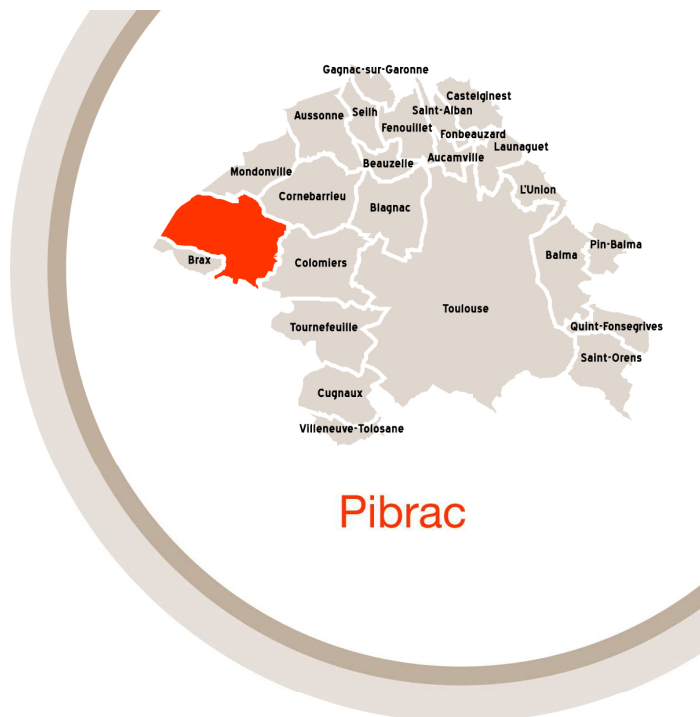 Gagnac-sur-Garonne
Castelginest
Saint-Alban
Aussonne
Seilh
Fenouillet
Fonbeauzard
Launaguet
Beauzelle
Aucamville
Mondonville
Cornebarrieu
Blagnac
L'Union
Pin-Balma
Balma
Brax
Colomiers
Toulouse
Tournefeuille
Quint-Fonsegrives
Saint-Orens
Cugnaux
Villeneuve-Tolosane
Pibrac